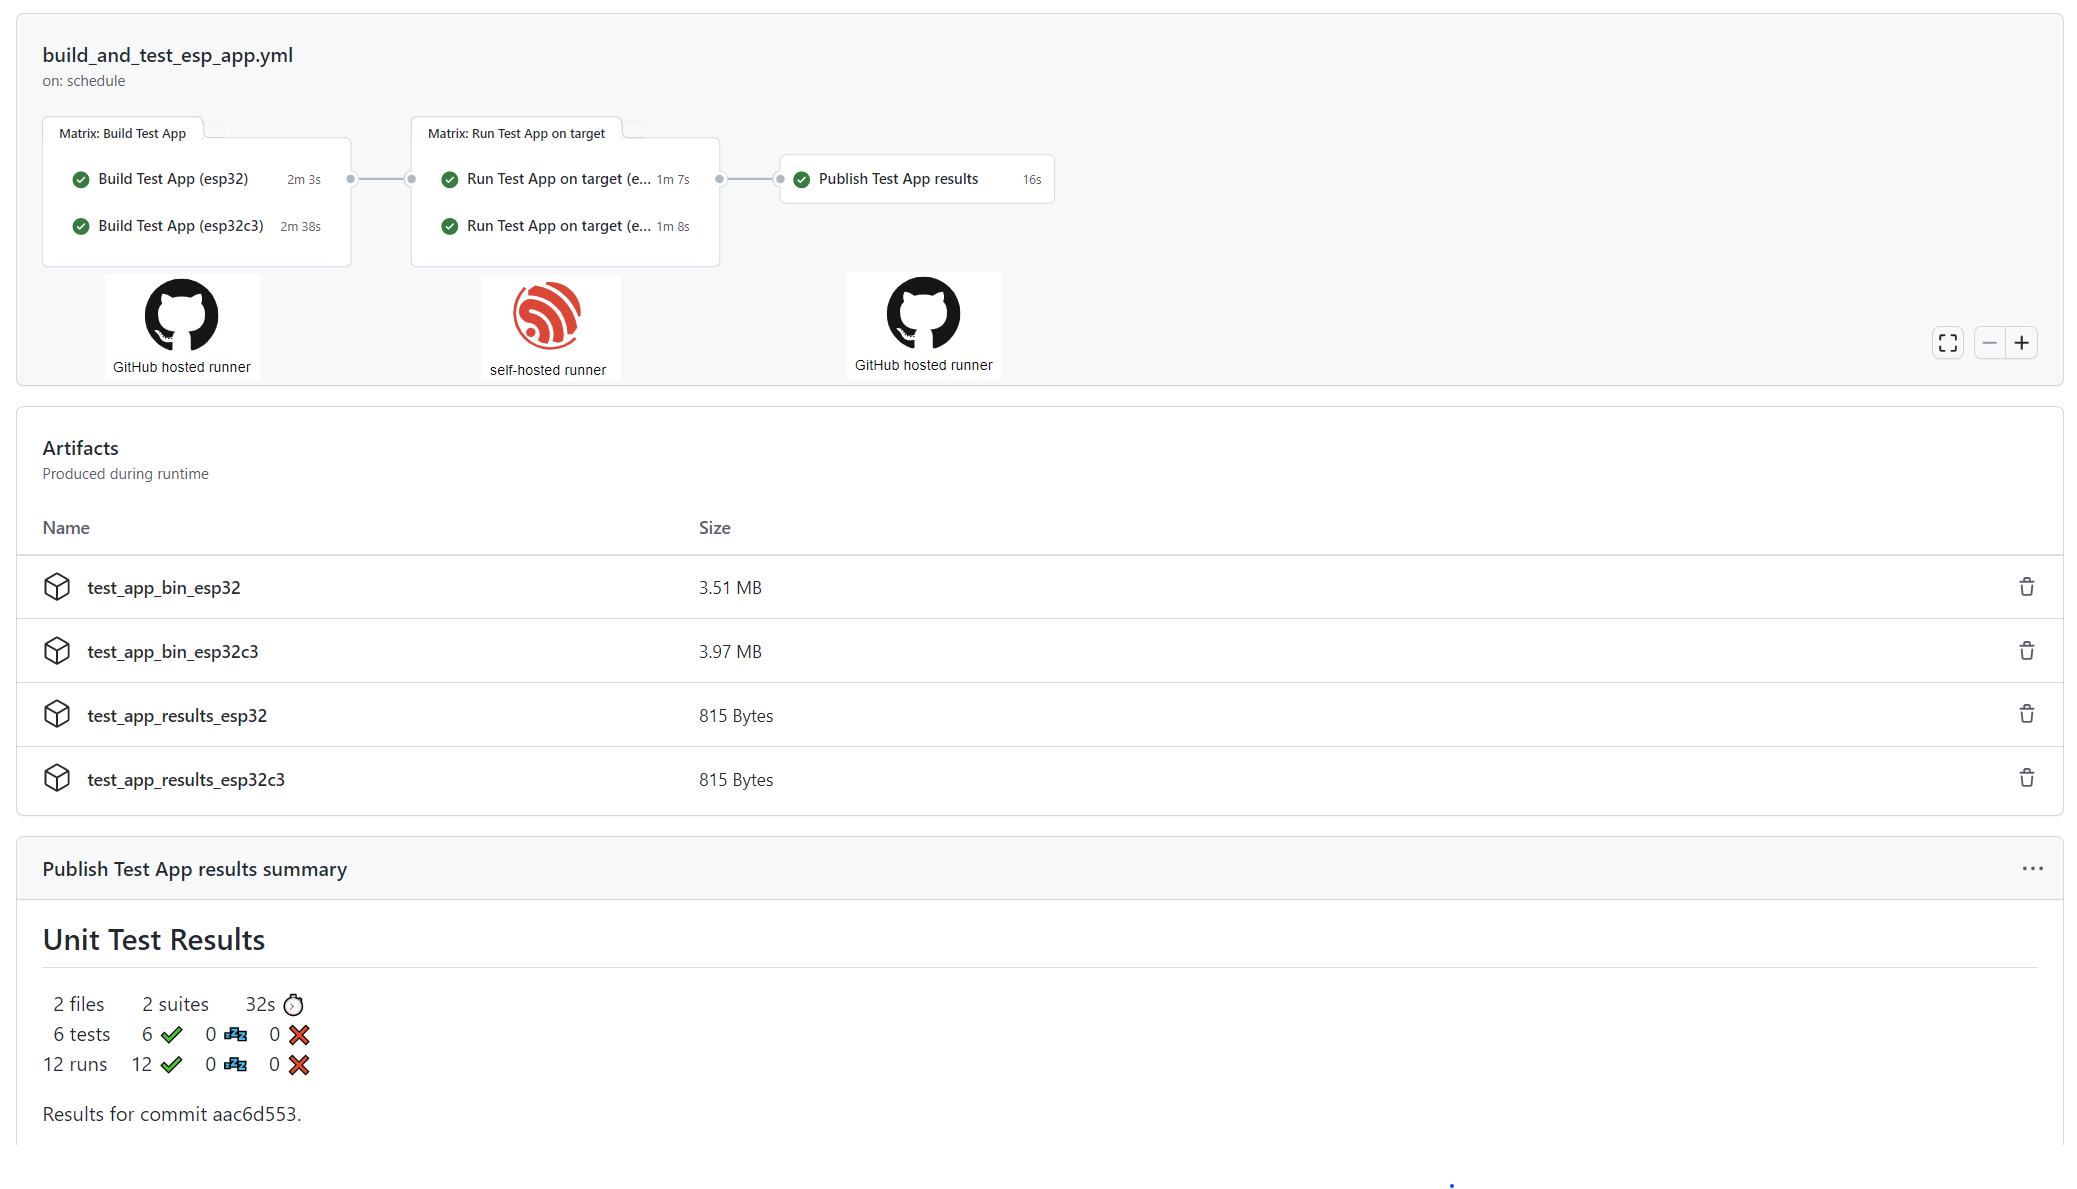 build_and_test_esp_app.yml
on: schedule
Matrix: Build Test App
Build Test App (esp32) 2m 3s
Build Test App (esp32c3) 2m 38s
Matrix: Run Test App on target
Run Test App on target (e... 1m 7s
Run Test App on target (e... 1m 8s
Publish Test App results 16s
GitHub hosted runner
self-hosted runner
GitHub hosted runner
Artifacts
Produced during runtime
Name Size
test_app_bin_esp32 3.51 MB
test_app_bin_esp32c3 3.97 MB
test_app_results_esp32 815 Bytes
test_app_results_esp32c3 815 Bytes
Publish Test App results summary
Unit Test Results
2 files 2 suites 32s
6 tests 6 0 0
12 runs 12 0 0
Results for commit aac6d553.